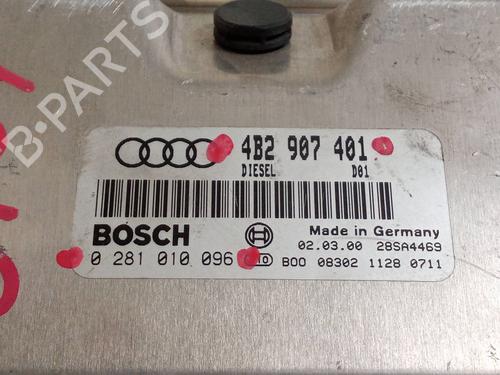 B-PARTS
4B2 907 401
DIESEL D01
BOSCH
Made in Germany
02.03.00 28SA4469
0 281 010 096
BOO 08302 1128 0711